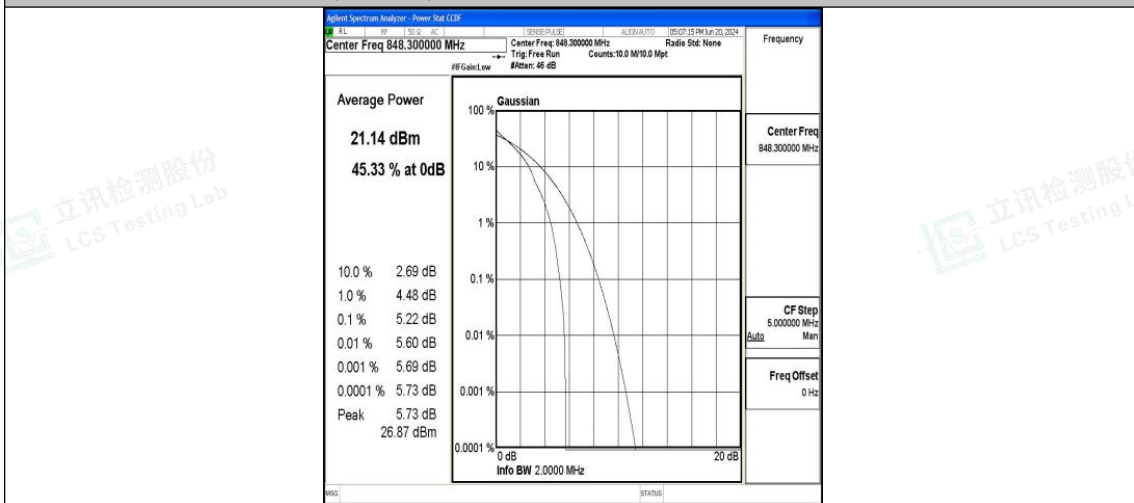 Agilent Spectrum Analyzer - Power Stat CCDF
RL RF 50 Ω AC SENSE:PULSE ALIGN AUTO 05:07:15 PM Jun 20, 2024
Center Freq 848.300000 MHz
Center Freq: 848.300000 MHz Radio Std: None
Trig: Free Run Counts:10.0 M/10.0 Mpt
#IFGain:Low #Atten: 46 dB
Frequency
Average Power
21.14 dBm
45.33 % at 0dB
10.0 % 2.69 dB
1.0 % 4.48 dB
0.1 % 5.22 dB
0.01 % 5.60 dB
0.001 % 5.69 dB
0.0001 % 5.73 dB
Peak 5.73 dB
26.87 dBm
Gaussian
100 %
10 %
1 %
0.1 %
0.01 %
0.001 %
0.0001 %
0 dB 20 dB
Info BW 2.0000 MHz
Center Freq
848.300000 MHz
CF Step
5.000000 MHz
Auto Man
Freq Offset
0 Hz
MSG STATUS
立讯检测股份
LCS Testing Lab
立讯检测股份
LCS Testing L